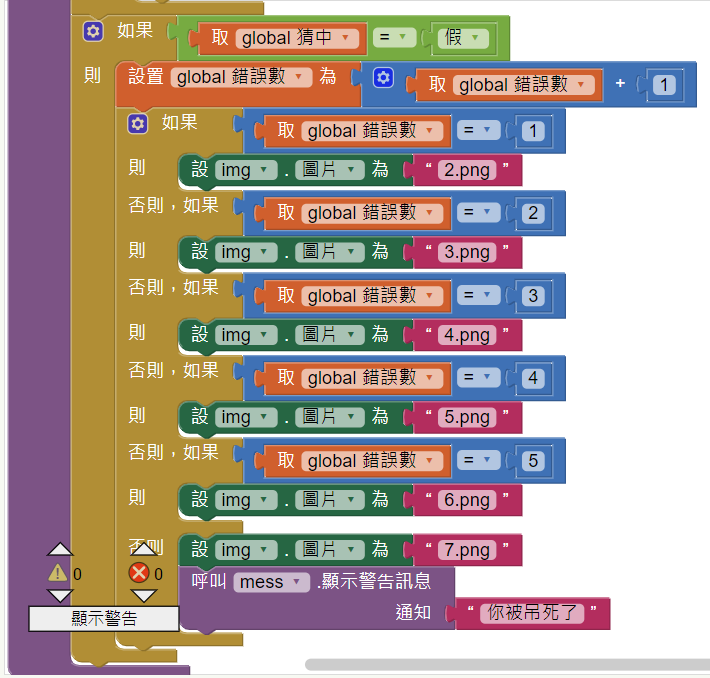 如果 取 global 猜中 = 假
則 設置 global 錯誤數 為 取 global 錯誤數 + 1
如果 取 global 錯誤數 = 1
則 設 img . 圖片 為 “ 2.png ”
否則，如果 取 global 錯誤數 = 2
則 設 img . 圖片 為 “ 3.png ”
否則，如果 取 global 錯誤數 = 3
則 設 img . 圖片 為 “ 4.png ”
否則，如果 取 global 錯誤數 = 4
則 設 img . 圖片 為 “ 5.png ”
否則，如果 取 global 錯誤數 = 5
則 設 img . 圖片 為 “ 6.png ”
否則 設 img . 圖片 為 “ 7.png ”
0 0 呼叫 mess .顯示警告訊息
顯示警告 通知 “ 你被吊死了 ”